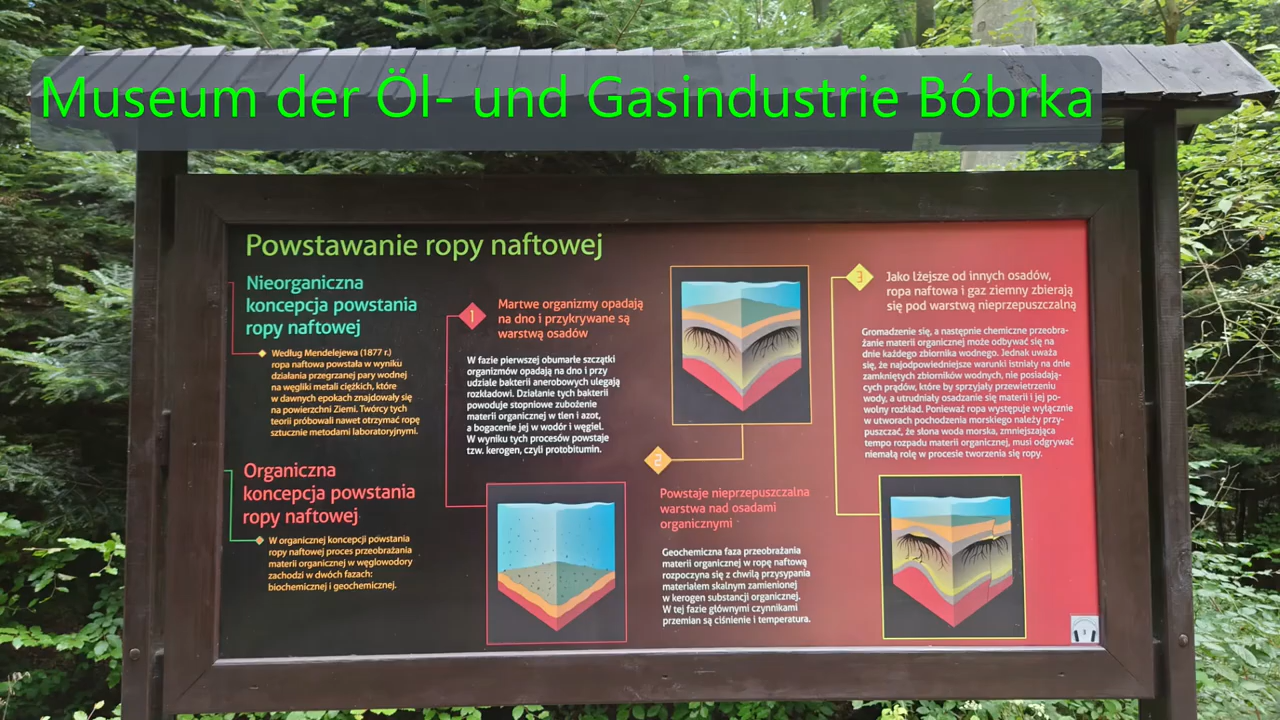 Museum der Öl- und Gasindustrie Bóbrka
Powstawanie ropy naftowej
Nieorganiczna
koncepcja powstania
ropy naftowej
Według Mendelejewa (1877 r.)
ropa naftowa powstała w wyniku
działania przegrzanej pary wodnej
na węgliki metali ciężkich, które
w dawnych epokach znajdowały się
na powierzchni Ziemi. Twórcy tych
teorii próbowali nawet otrzymać ropę
sztucznie metodami laboratoryjnymi.
Organiczna
koncepcja powstania
ropy naftowej
W organicznej koncepcji powstania
ropy naftowej proces przeobrażania
materii organicznej w węglowodory
zachodzi w dwóch fazach:
biochemicznej i geochemicznej.
1
Martwe organizmy opadają
na dno i przykrywane są
warstwą osadów
W fazie pierwszej obumarłe szczątki
organizmów opadają na dno i przy
udziale bakterii anerobowych ulegają
rozkładowi. Działanie tych bakterii
powoduje stopniowe zubożenie
materii organicznej w tlen i azot,
a bogacenie jej w wodór i węgiel.
W wyniku tych procesów powstaje
tzw. kerogen, czyli protobitumin.
2
Powstaje nieprzepuszczalna
warstwa nad osadami
organicznymi
Geochemiczna faza przeobrażania
materii organicznej w ropę naftową
rozpoczyna się z chwilą przysypania
materiałem skalnym zamienionej
w kerogen substancji organicznej.
W tej fazie głównymi czynnikami
przemian są ciśnienie i temperatura.
3
Jako lżejsze od innych osadów,
ropa naftowa i gaz ziemny zbierają
się pod warstwą nieprzepuszczalną
Gromadzenie się, a następnie chemiczne przeobra-
żanie materii organicznej może odbywać się na
dnie każdego zbiornika wodnego. Jednak uważa
się, że najodpowiedniejsze warunki istniały na dnie
zamkniętych zbiorników wodnych, nie posiadają-
cych prądów, które by sprzyjały przewietrzeniu
wody, a utrudniały osadzanie się materii i jej po-
wolny rozkład. Ponieważ ropa występuje wyłącznie
w utworach pochodzenia morskiego należy przy-
puszczać, że słona woda morska, zmniejszająca
tempo rozpadu materii organicznej, musi odgrywać
niemałą rolę w procesie tworzenia się ropy.